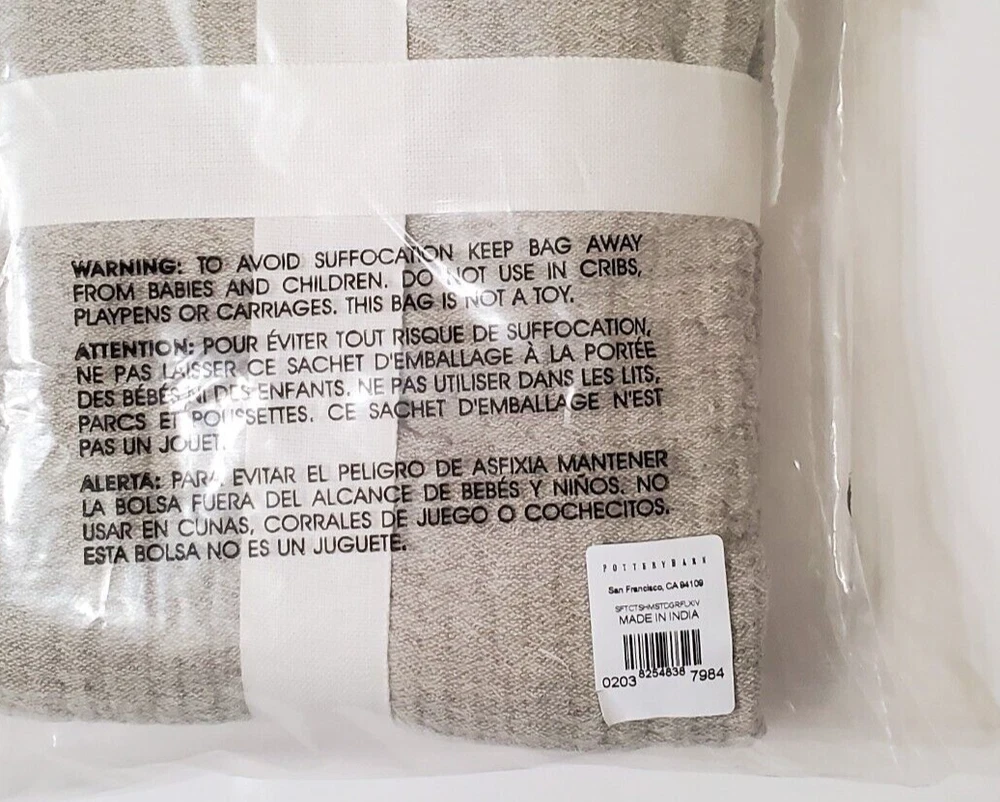 WARNING: TO AVOID SUFFOCATION KEEP BAG AWAY
FROM BABIES AND CHILDREN. DO NOT USE IN CRIBS,
PLAYPENS OR CARRIAGES. THIS BAG IS NOT A TOY.
ATTENTION: POUR ÉVITER TOUT RISQUE DE SUFFOCATION,
NE PAS LAISSER CE SACHET D'EMBALLAGE À LA PORTÉE
DES BÉBÉS NI DES ENFANTS. NE PAS UTILISER DANS LES LITS,
PARCS ET POUSSETTES. CE SACHET D'EMBALLAGE N'EST
PAS UN JOUET.
ALERTA: PARA EVITAR EL PELIGRO DE ASFIXIA MANTENER
LA BOLSA FUERA DEL ALCANCE DE BEBÉS Y NIÑOS. NO
USAR EN CUNAS, CORRALES DE JUEGO O COCHECITOS.
ESTA BOLSA NO ES UN JUGUETE.
POTTERYBARN
San Francisco, CA 94109
MADE IN INDIA
0203 8254838 7984